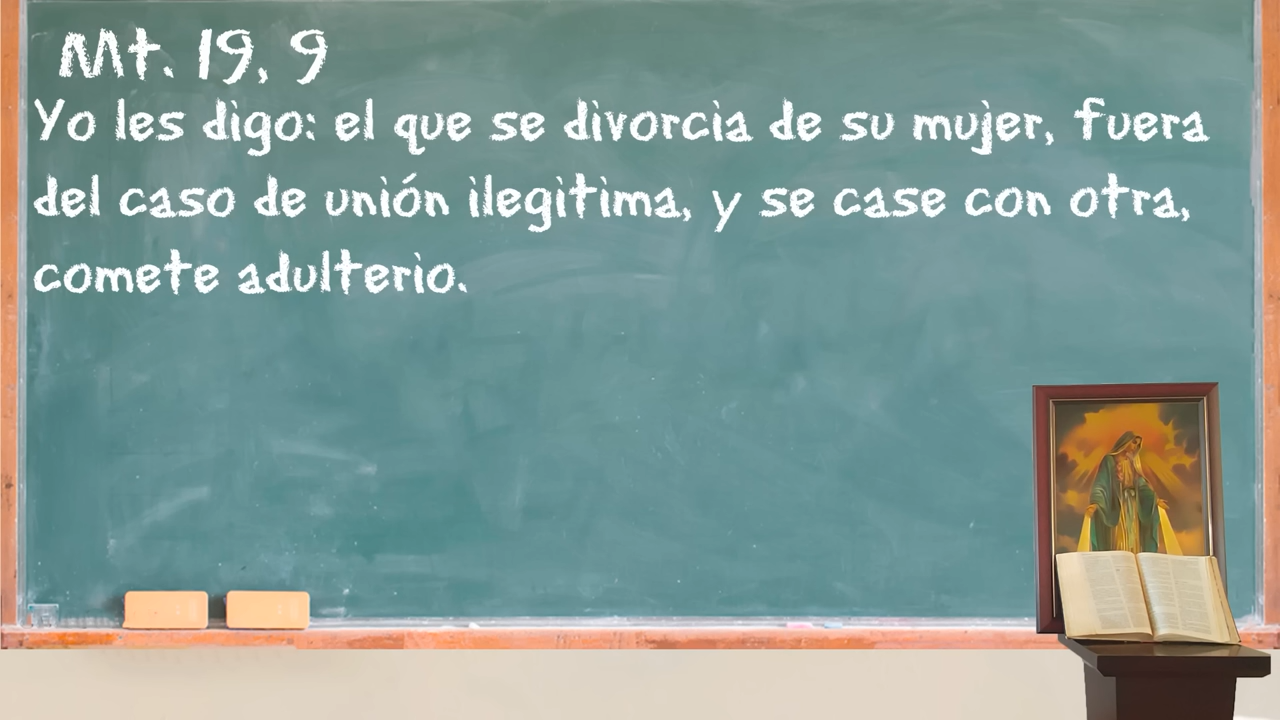 Mt. 19, 9
Yo les digo: el que se divorcia de su mujer, fuera
del caso de unión ilegitima, y se case con otra,
comete adulterio.